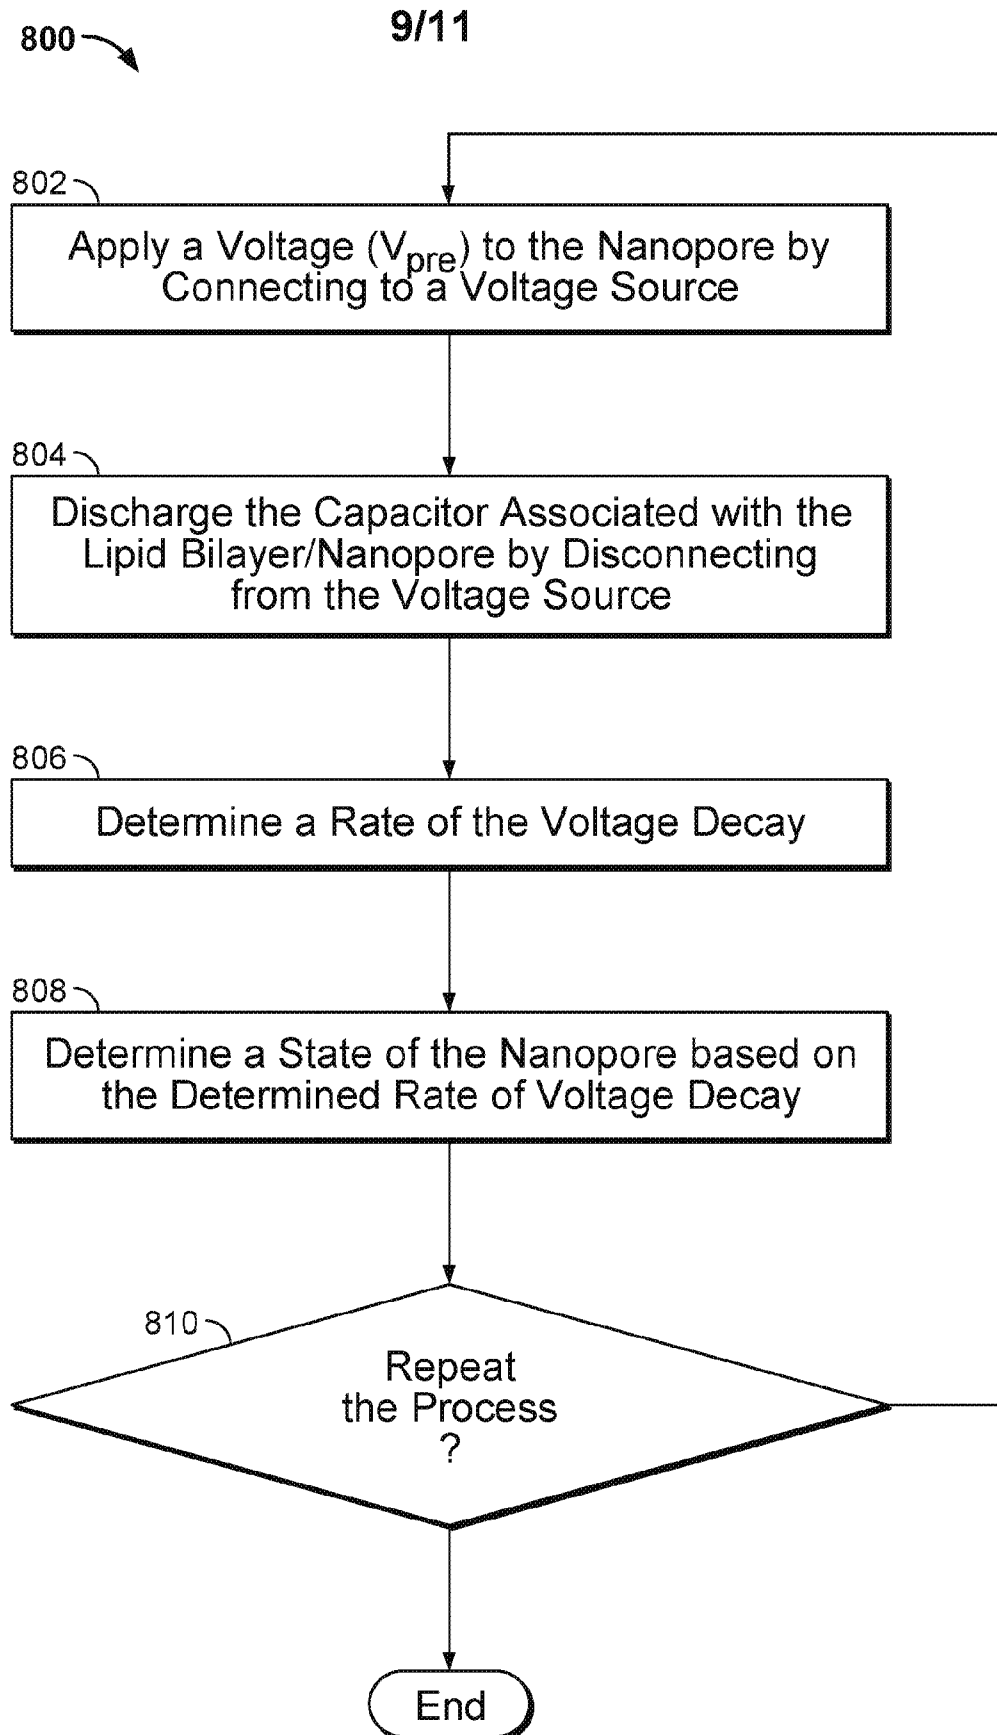 9/11
800
802
Apply a Voltage (Vpre) to the Nanopore by
Connecting to a Voltage Source
804
Discharge the Capacitor Associated with the
Lipid Bilayer/Nanopore by Disconnecting
from the Voltage Source
806
Determine a Rate of the Voltage Decay
808
Determine a State of the Nanopore based on
the Determined Rate of Voltage Decay
810
Repeat
the Process
?
End